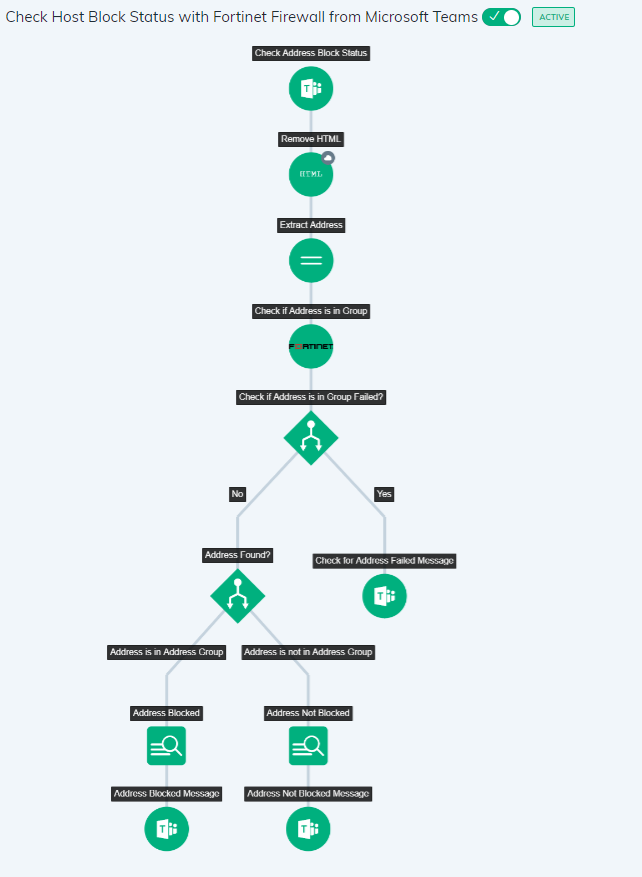 Check Host Block Status with Fortinet Firewall from Microsoft Teams ACTIVE
Check Address Block Status
T
Remove HTML
HTML
Extract Address
Check if Address is in Group
FORTINET
Check if Address is in Group Failed?
No Yes
Address Found? Check for Address Failed Message
T
Address is in Address Group Address is not in Address Group
Address Blocked Address Not Blocked
Address Blocked Message Address Not Blocked Message
T T